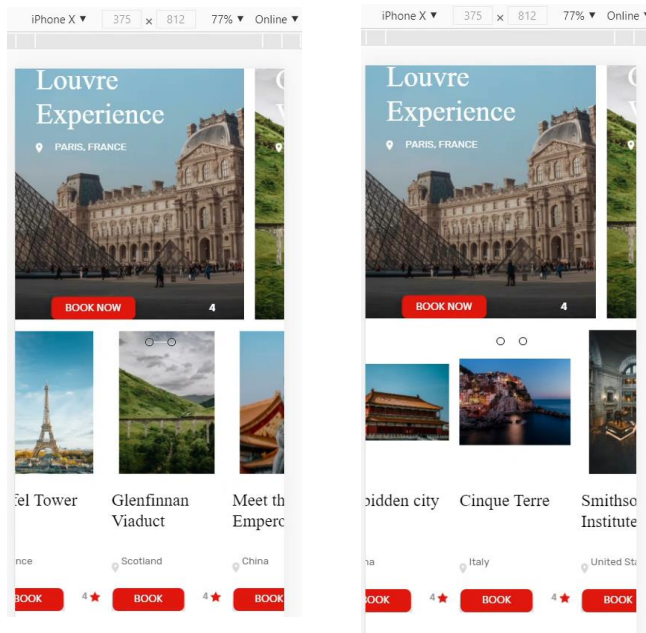 iPhone X ▼ 375 × 812 77% ▼ Online ▼
Louvre
Experience
PARIS, FRANCE
BOOK NOW 4
fel Tower Glenfinnan Meet th
Viaduct Empero
nce Scotland China
BOOK 4 BOOK 4 BOOK
iPhone X ▼ 375 × 812 77% ▼ Online
Louvre
Experience
PARIS, FRANCE
BOOK NOW 4
bidden city Cinque Terre Smithso
Institute
na Italy United Sta
BOOK 4 BOOK 4 BOOK